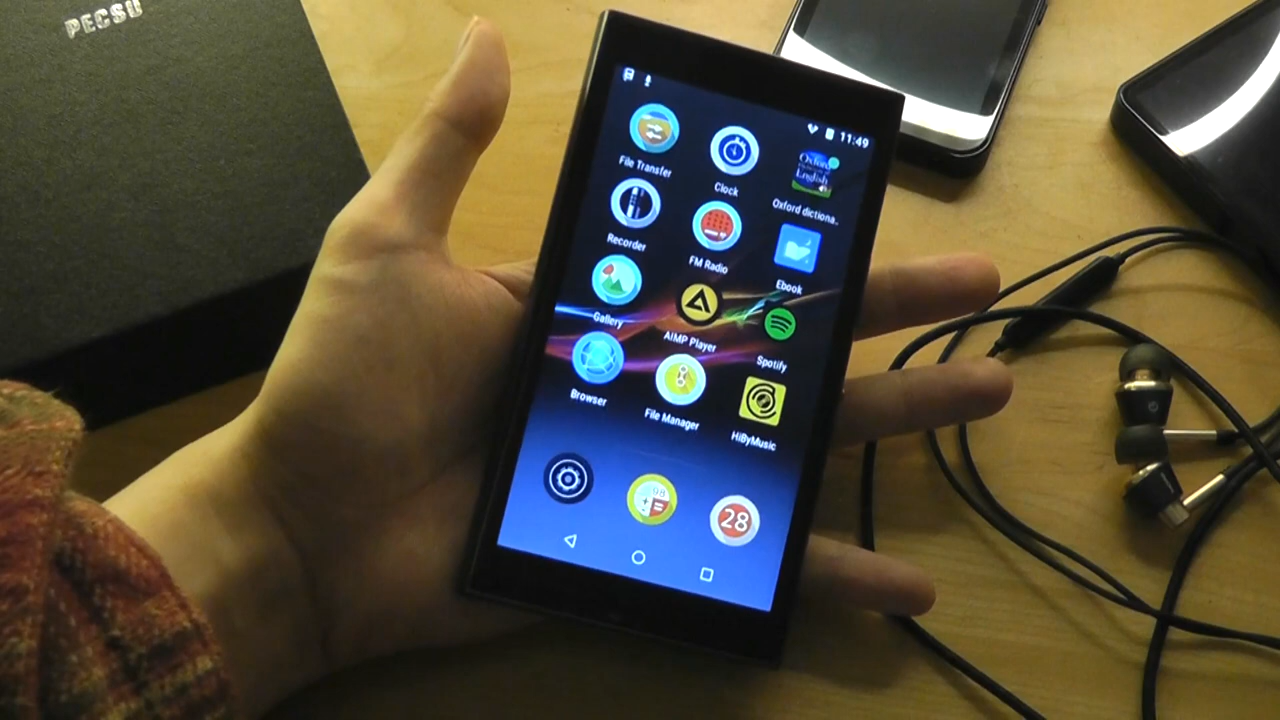 PECSU
11:49
File Transfer
Clock
Oxford dictiona..
Oxford
English
Recorder
FM Radio
Ebook
Gallery
AIMP Player
Spotify
Browser
File Manager
HiByMusic
98
28